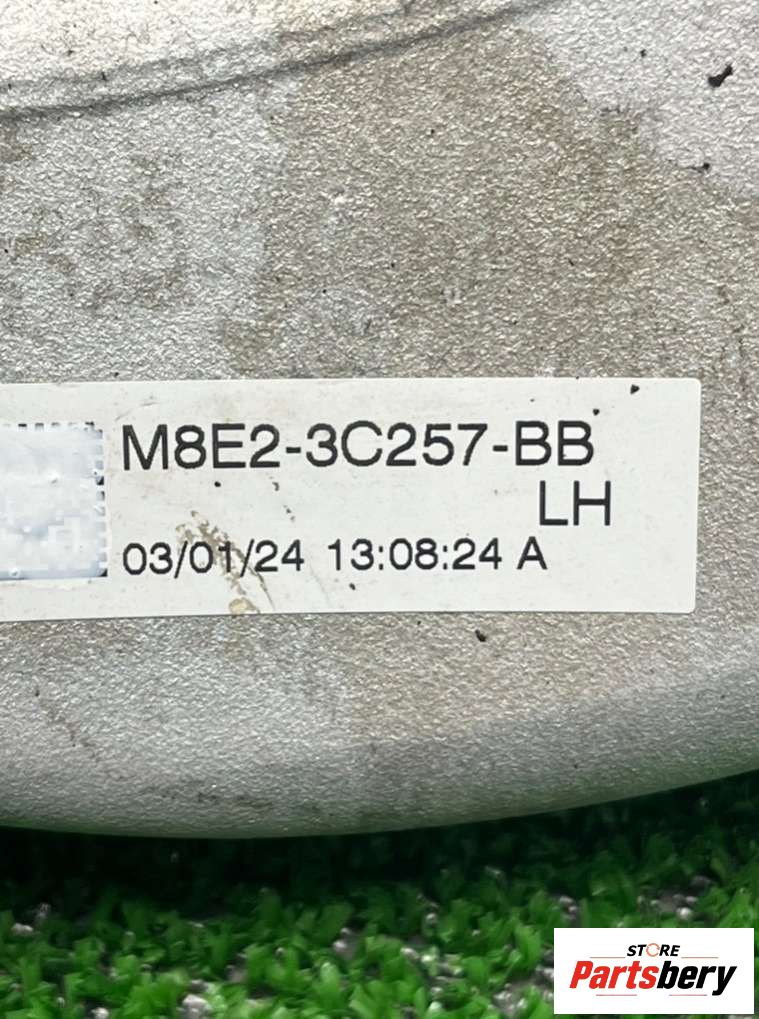 M8E2-3C257-BB
LH
03/01/24 13:08:24 A
STORE
Partsbery